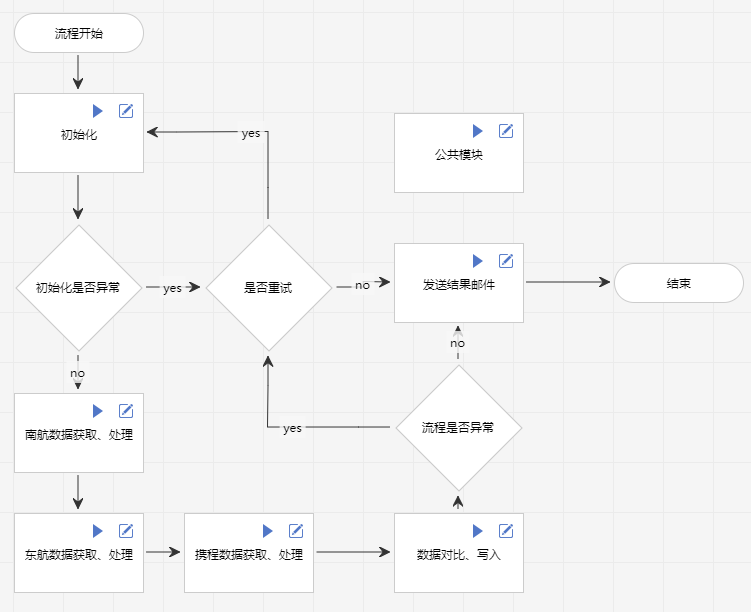 流程开始
初始化
yes
公共模块
初始化是否异常
yes
是否重试
no
发送结果邮件
结束
no
no
南航数据获取、处理
yes
流程是否异常
东航数据获取、处理
携程数据获取、处理
数据对比、写入